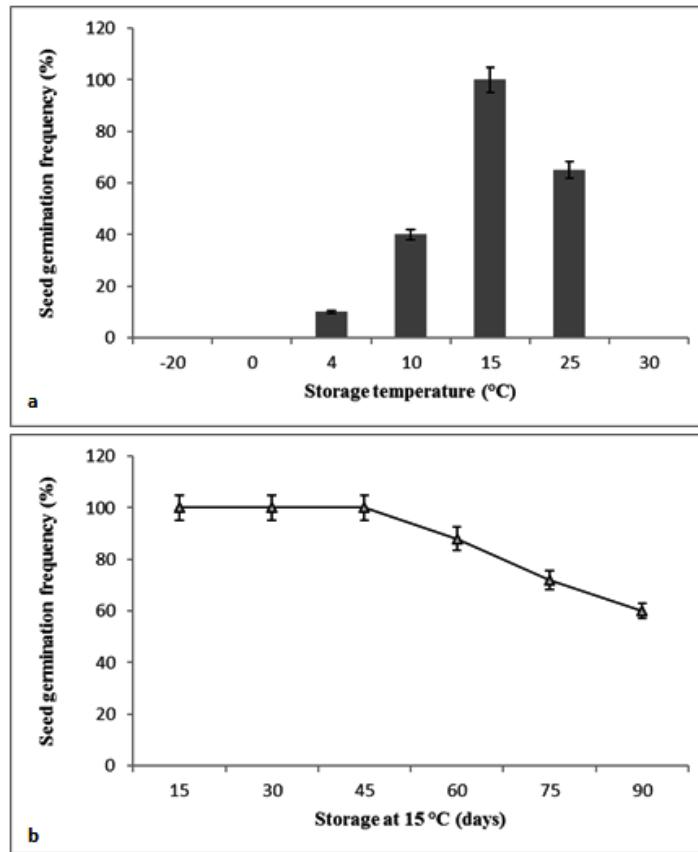 120
100
80
60
40
20
0
Seed germination frequency (%)
-20 0 4 10 15 25 30
Storage temperature (°C)
a
120
100
80
60
40
20
0
Seed germination frequency (%)
15 30 45 60 75 90
Storage at 15 °C (days)
b